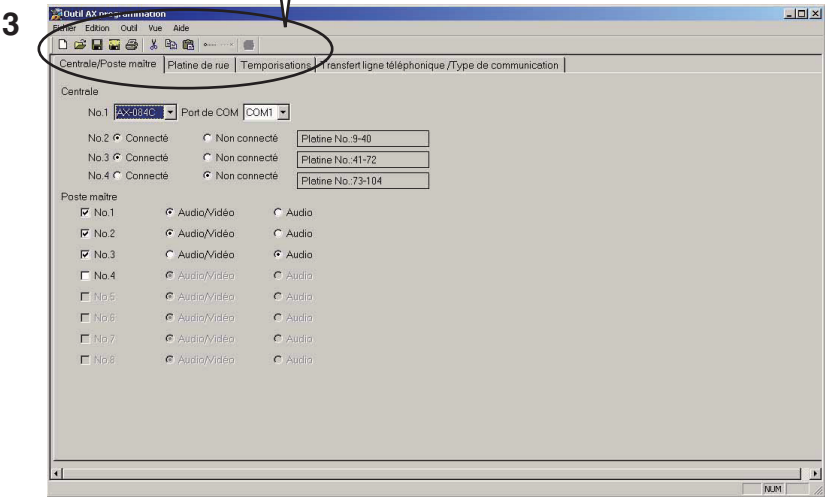 3
Outil AX programmation
Fichier Edition Outil Vue Aide
Centrale/Poste maître Platine de rue Temporisations Transfert ligne téléphonique /Type de communication
Centrale
No.1 AX-084C Port de COM COM1
No.2 Connecté Non connecté Platine No.:9-40
No.3 Connecté Non connecté Platine No.:41-72
No.4 Connecté Non connecté Platine No.:73-104
Poste maître
No.1 Audio/Vidéo Audio
No.2 Audio/Vidéo Audio
No.3 Audio/Vidéo Audio
No.4 Audio/Vidéo Audio
No.5 Audio/Vidéo Audio
No.6 Audio/Vidéo Audio
No.7 Audio/Vidéo Audio
No.8 Audio/Vidéo Audio
NUM